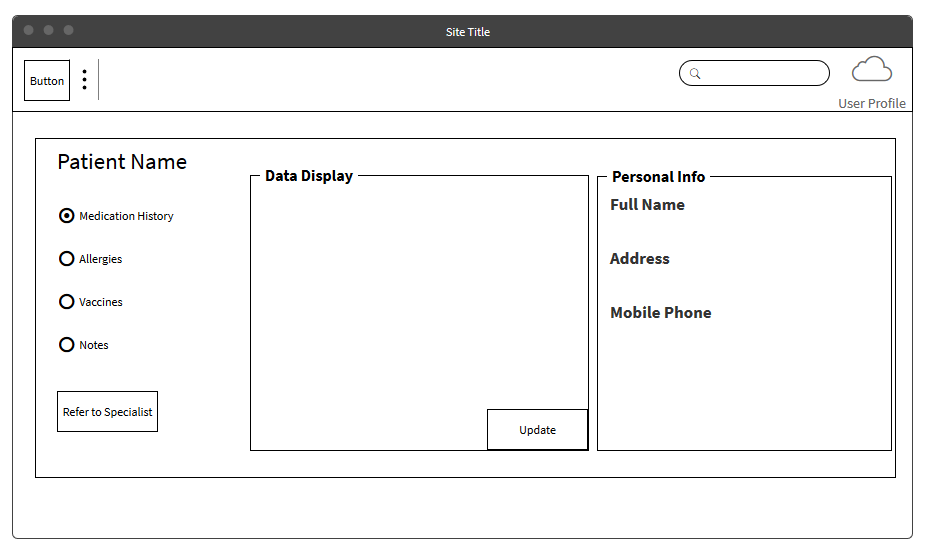 Site Title
Button
User Profile
Patient Name
Medication History
Allergies
Vaccines
Notes
Refer to Specialist
Data Display
Update
Personal Info
Full Name
Address
Mobile Phone